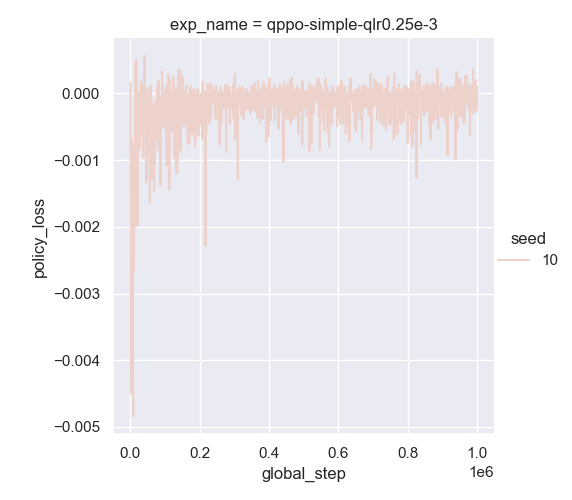 exp_name = qppo-simple-qlr0.25e-3
0.000
−0.001
−0.002
−0.003
−0.004
−0.005
policy_loss
0.0
0.2
0.4
0.6
0.8
1.0
1e6
global_step
seed
10